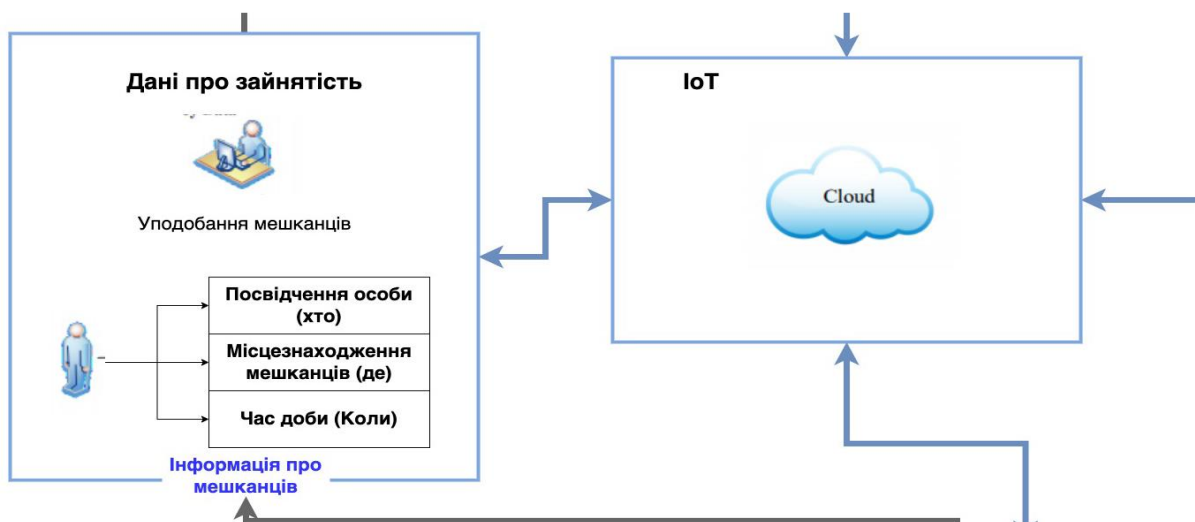 Дані про зайнятість
Уподобання мешканців
Посвідчення особи
(хто)
Місцезнаходження
мешканців (де)
Час доби (Коли)
Інформація про
мешканців
IoT
Cloud